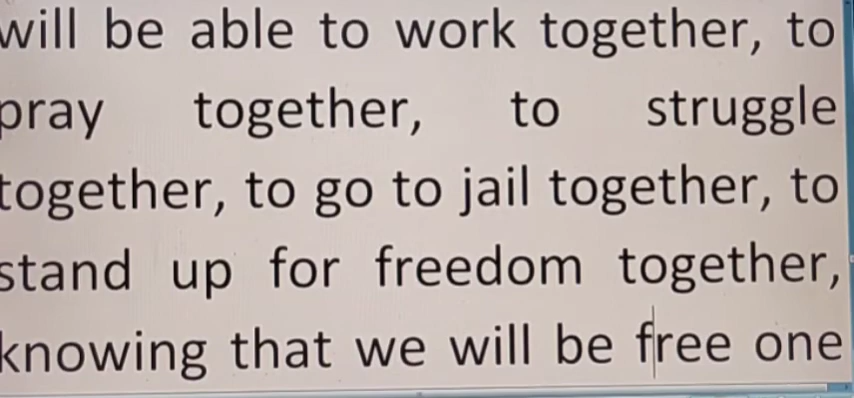 will be able to work together, to
pray together, to struggle
together, to go to jail together, to
stand up for freedom together,
knowing that we will be free one